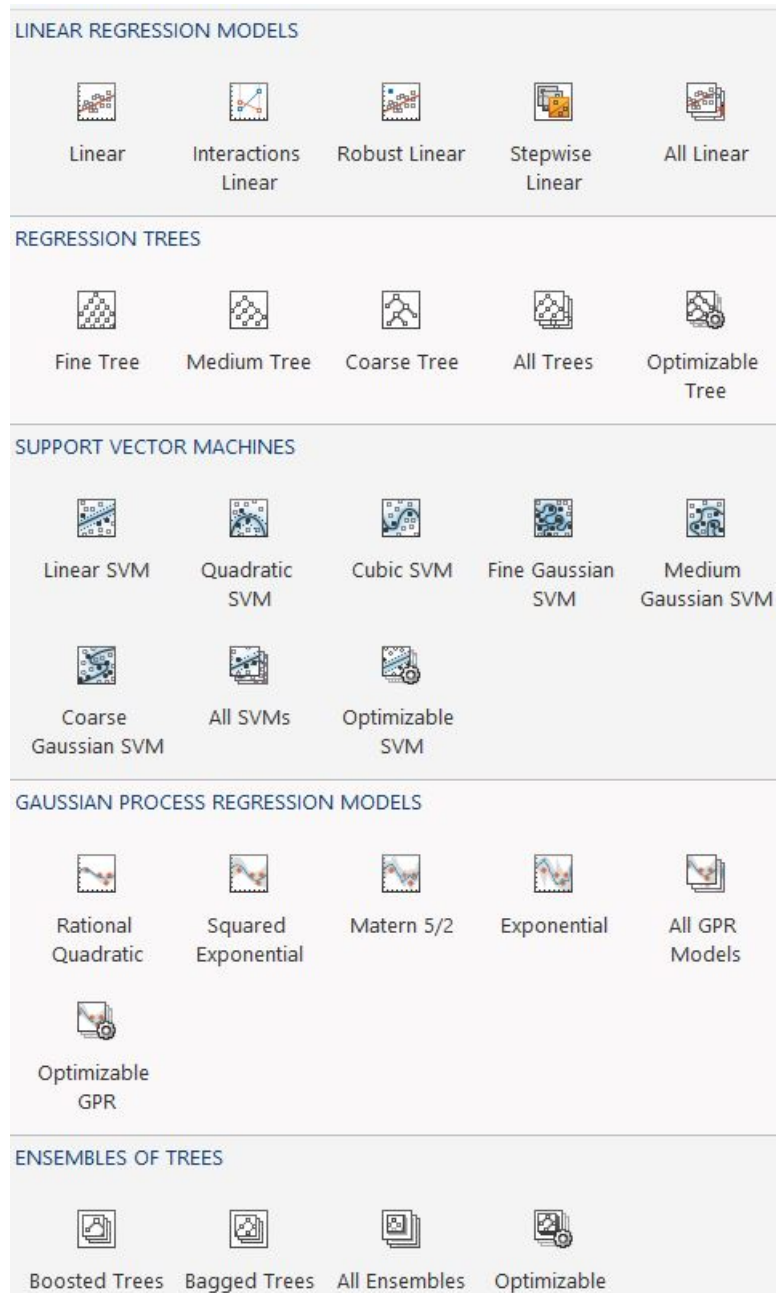 LINEAR REGRESSION MODELS
Linear
Interactions
Linear
Robust Linear
Stepwise
Linear
All Linear
REGRESSION TREES
Fine Tree
Medium Tree
Coarse Tree
All Trees
Optimizable
Tree
SUPPORT VECTOR MACHINES
Linear SVM
Quadratic
SVM
Cubic SVM
Fine Gaussian
SVM
Medium
Gaussian SVM
Coarse
Gaussian SVM
All SVMs
Optimizable
SVM
GAUSSIAN PROCESS REGRESSION MODELS
Rational
Quadratic
Squared
Exponential
Matern 5/2
Exponential
All GPR
Models
Optimizable
GPR
ENSEMBLES OF TREES
Boosted Trees
Bagged Trees
All Ensembles
Optimizable